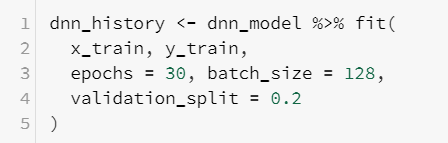 1 dnn_history <- dnn_model %>% fit(
2   x_train, y_train,
3   epochs = 30, batch_size = 128,
4   validation_split = 0.2
5 )